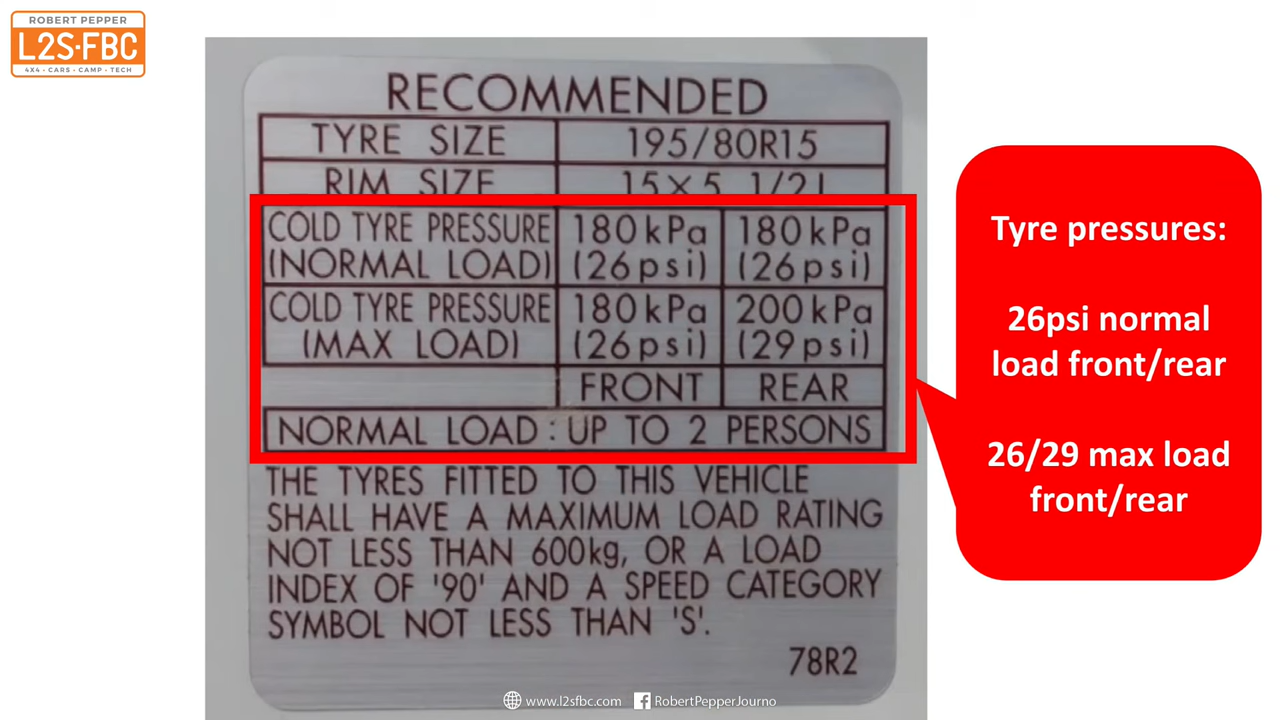 ROBERT PEPPER
L2S·FBC
4X4 • CARS • CAMP • TECH
RECOMMENDED
TYRE SIZE 195/80R15
RIM SIZE 15×5 1/2J
COLD TYRE PRESSURE 180kPa 180kPa
(NORMAL LOAD) (26psi) (26psi)
COLD TYRE PRESSURE 180kPa 200kPa
(MAX LOAD) (26psi) (29psi)
FRONT REAR
NORMAL LOAD : UP TO 2 PERSONS
THE TYRES FITTED TO THIS VEHICLE
SHALL HAVE A MAXIMUM LOAD RATING
NOT LESS THAN 600kg, OR A LOAD
INDEX OF '90' AND A SPEED CATEGORY
SYMBOL NOT LESS THAN 'S'.
78R2
Tyre pressures:
26psi normal
load front/rear
26/29 max load
front/rear
www.l2sfbc.com RobertPepperJourno